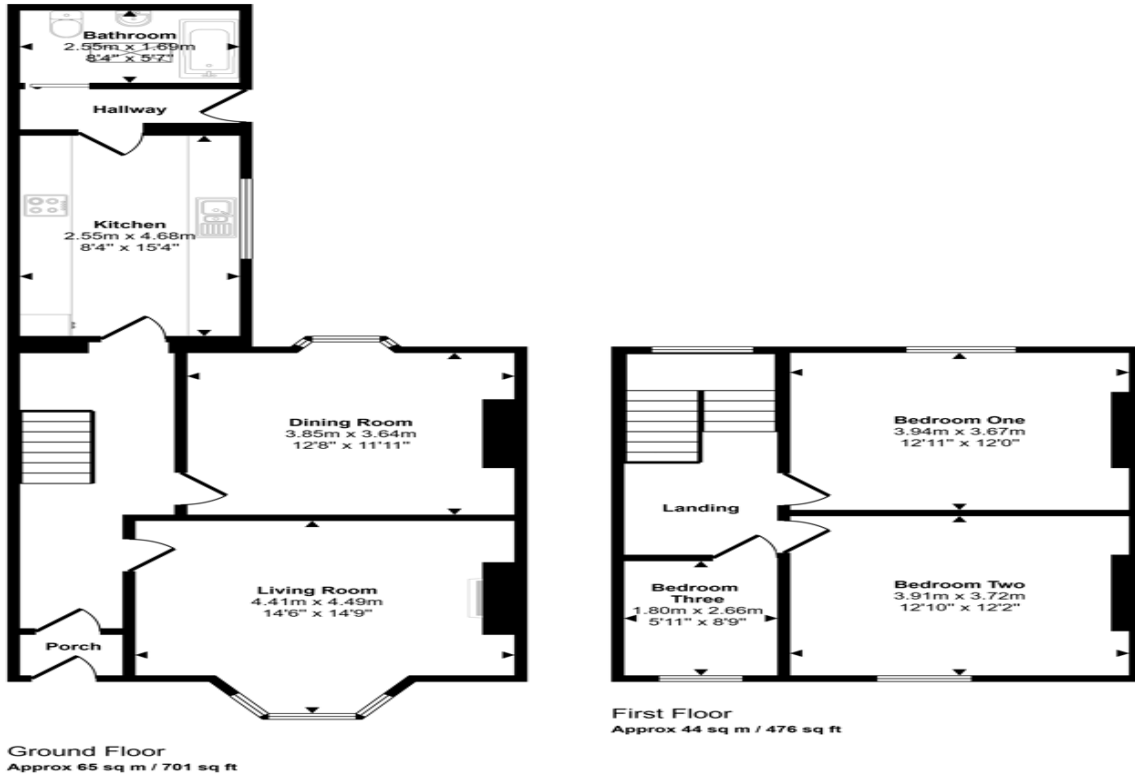 Bathroom
2.55m x 1.69m
8'4" x 5'7"
Hallway
Kitchen
2.55m x 4.68m
8'4" x 15'4"
Dining Room
3.85m x 3.64m
12'8" x 11'11"
Living Room
4.41m x 4.49m
14'6" x 14'9"
Porch
Ground Floor
Approx 65 sq m / 701 sq ft
Bedroom One
3.94m x 3.67m
12'11" x 12'0"
Landing
Bedroom Two
3.91m x 3.72m
12'10" x 12'2"
Bedroom
Three
1.80m x 2.66m
5'11" x 8'9"
First Floor
Approx 44 sq m / 476 sq ft